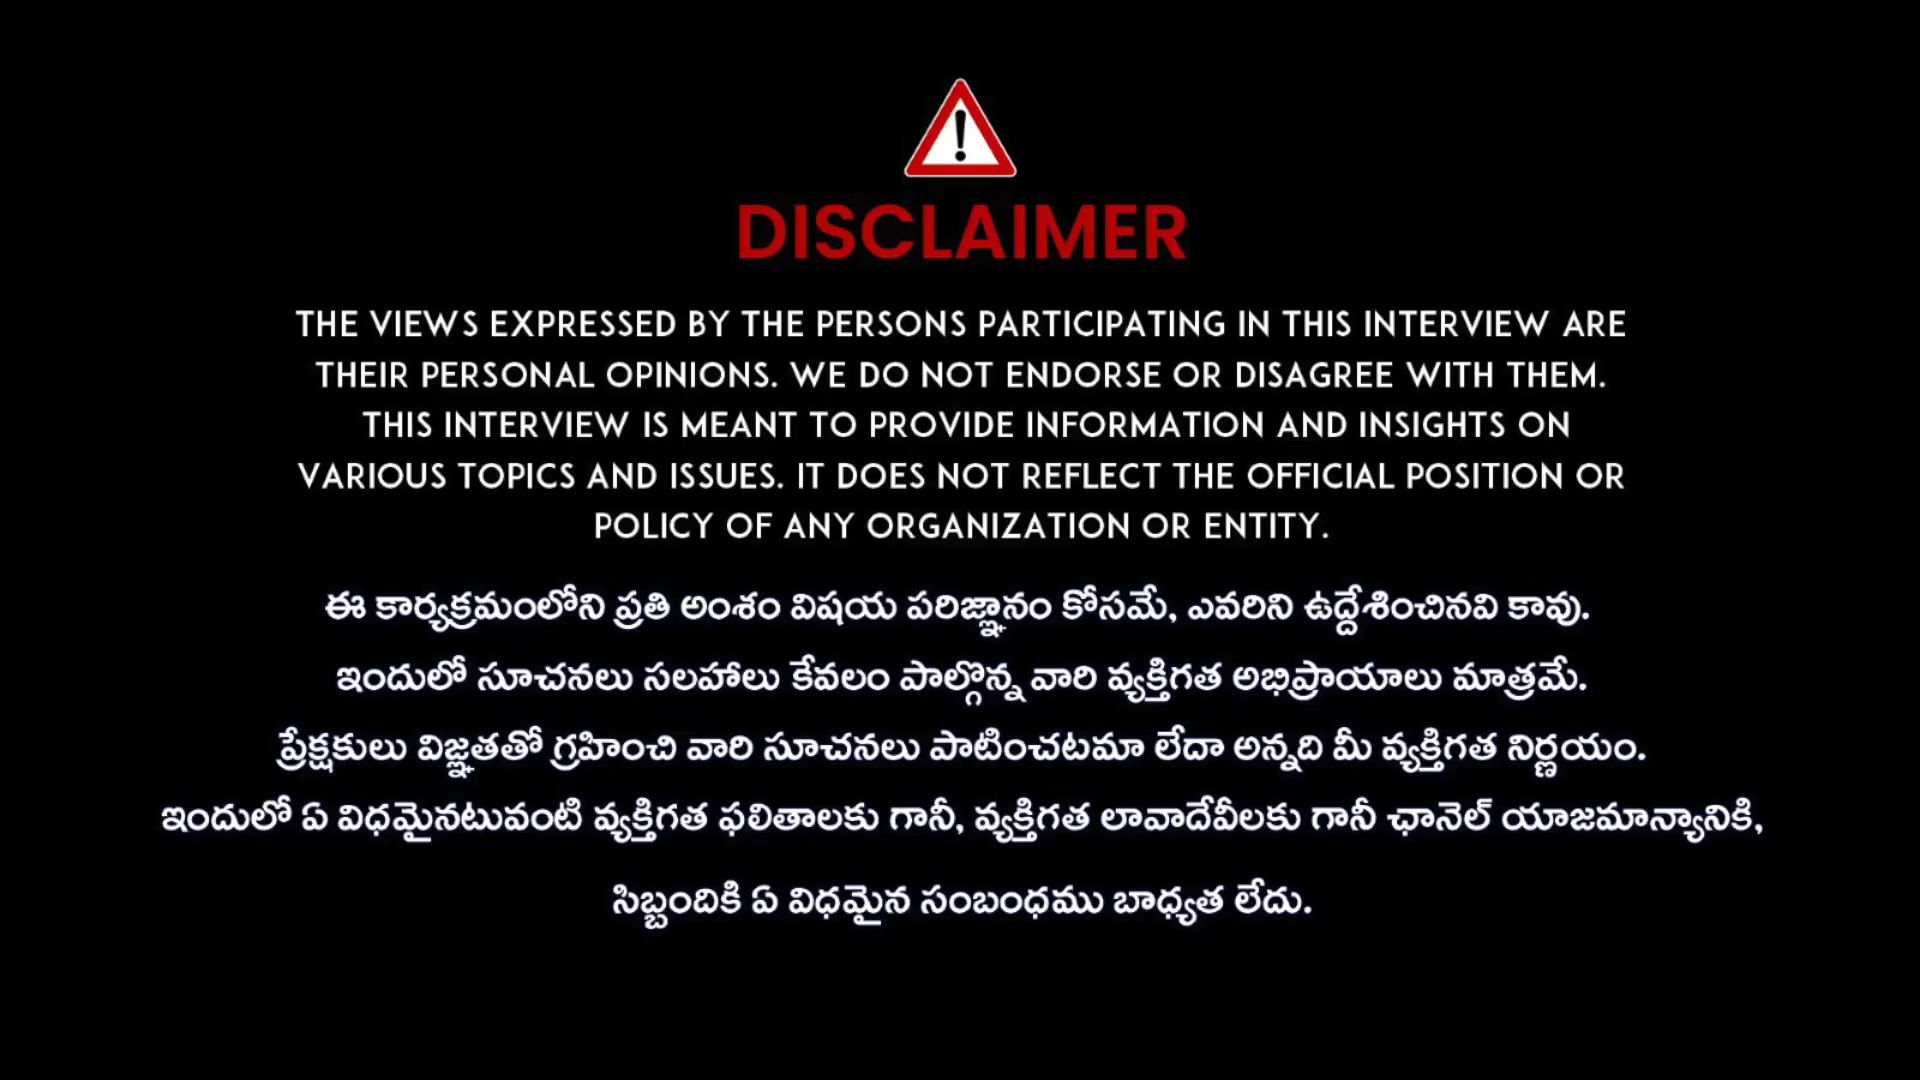 DISCLAIMER
THE VIEWS EXPRESSED BY THE PERSONS PARTICIPATING IN THIS INTERVIEW ARE
THEIR PERSONAL OPINIONS. WE DO NOT ENDORSE OR DISAGREE WITH THEM.
THIS INTERVIEW IS MEANT TO PROVIDE INFORMATION AND INSIGHTS ON
VARIOUS TOPICS AND ISSUES. IT DOES NOT REFLECT THE OFFICIAL POSITION OR
POLICY OF ANY ORGANIZATION OR ENTITY.
ఈ కార్యక్రమంలోని ప్రతి అంశం విషయ పరిజ్ఞానం కోసమే, ఎవరిని ఉద్దేశించినవి కావు.
ఇందులో సూచనలు సలహాలు కేవలం పాల్గొన్న వారి వ్యక్తిగత అభిప్రాయాలు మాత్రమే.
ప్రేక్షకులు విజ్ఞతతో గ్రహించి వారి సూచనలు పాటించటమా లేదా అన్నది మీ వ్యక్తిగత నిర్ణయం.
ఇందులో ఏ విధమైనటువంటి వ్యక్తిగత ఫలితాలకు గానీ, వ్యక్తిగత లావాదేవీలకు గానీ ఛానెల్ యాజమాన్యానికి,
సిబ్బందికి ఏ విధమైన సంబంధము బాధ్యత లేదు.